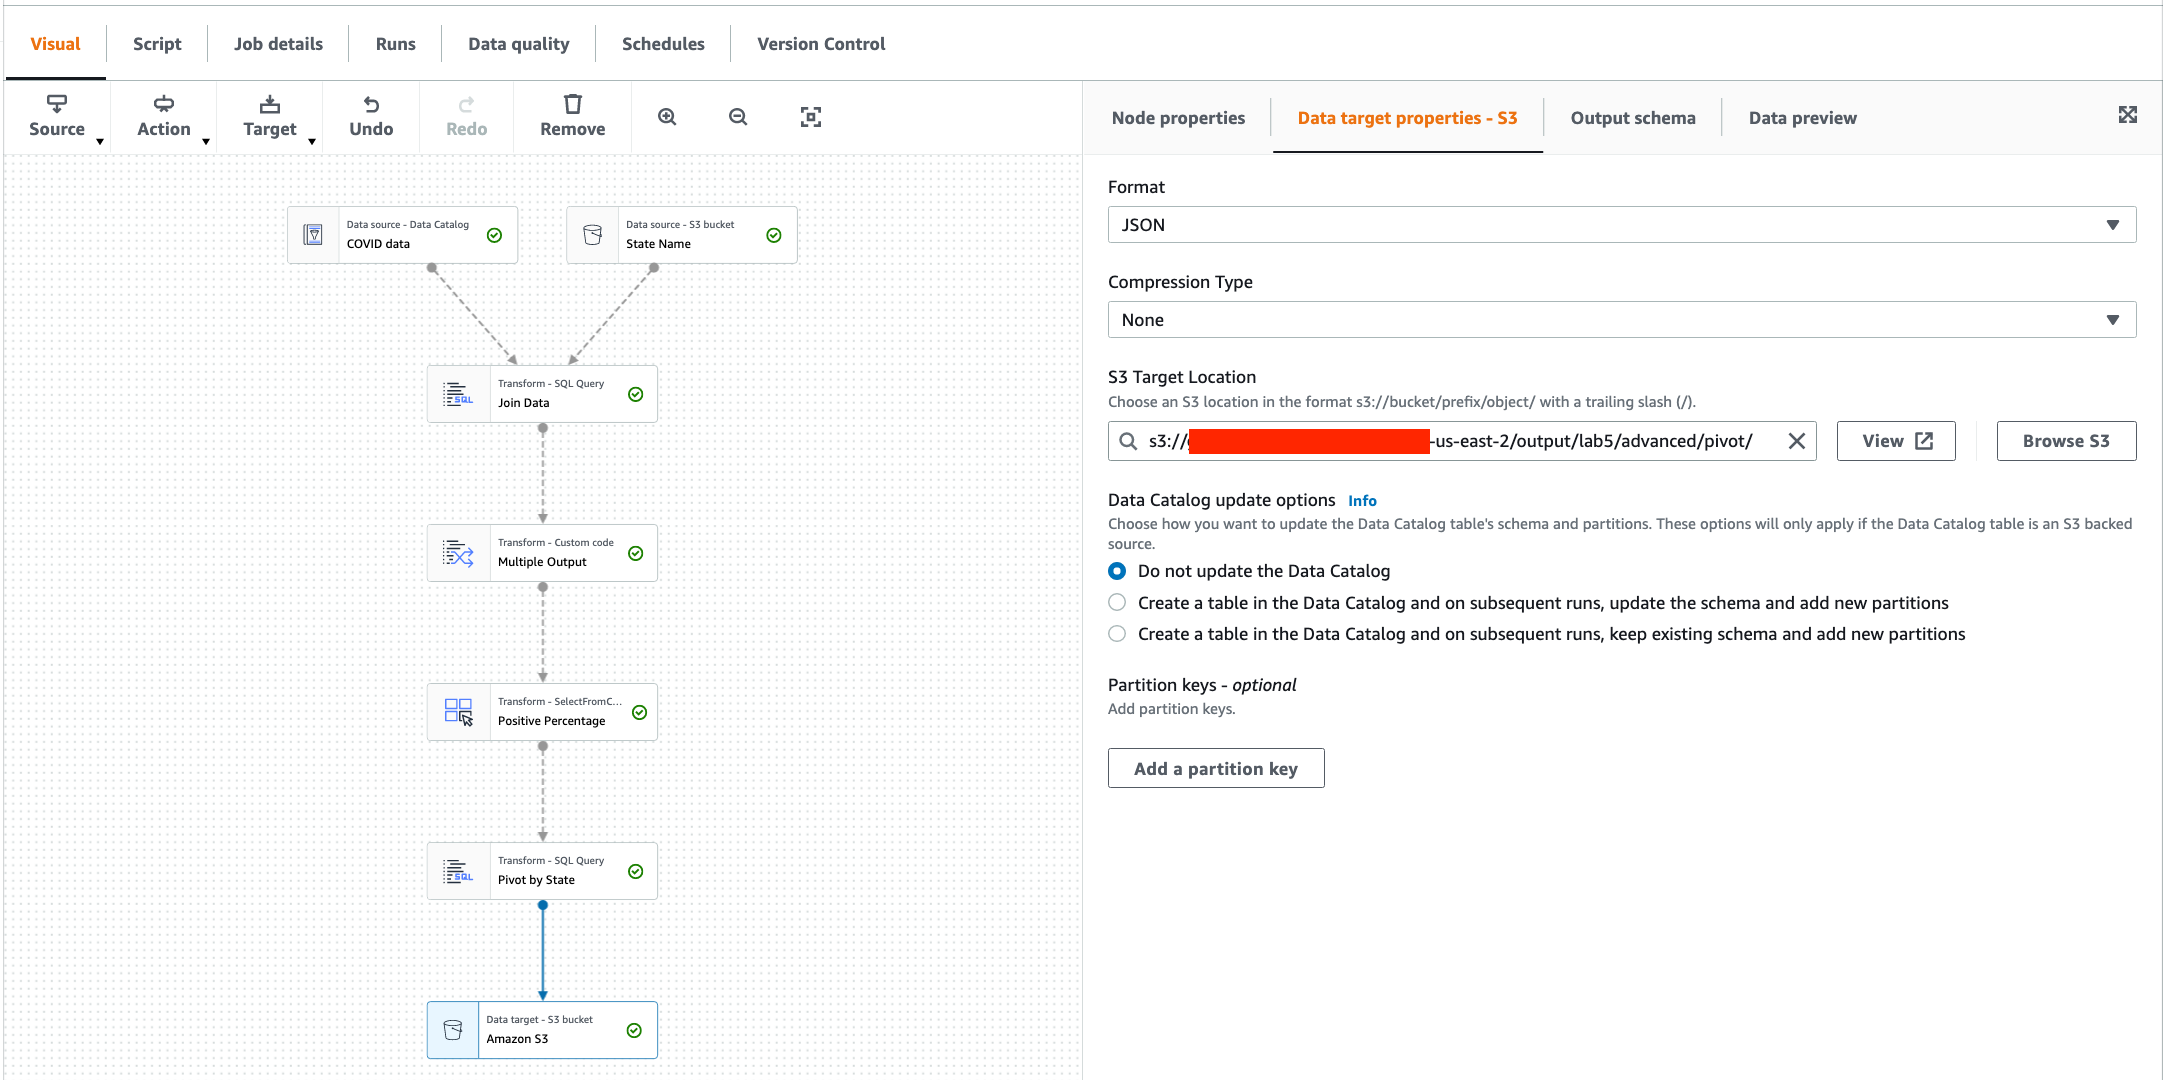 Visual
Script
Job details
Runs
Data quality
Schedules
Version Control
Source
Action
Target
Undo
Redo
Remove
Data source - Data Catalog
COVID data
Data source - S3 bucket
State Name
Transform - SQL Query
Join Data
SQL
Transform - Custom code
Multiple Output
Transform - SelectFromC...
Positive Percentage
Transform - SQL Query
Pivot by State
SQL
Data target - S3 bucket
Amazon S3
Node properties
Data target properties - S3
Output schema
Data preview
Format
JSON
Compression Type
None
S3 Target Location
Choose an S3 location in the format s3://bucket/prefix/object/ with a trailing slash (/).
s3:// -us-east-2/output/lab5/advanced/pivot/
View
Browse S3
Data Catalog update options Info
Choose how you want to update the Data Catalog table's schema and partitions. These options will only apply if the Data Catalog table is an S3 backed
source.
Do not update the Data Catalog
Create a table in the Data Catalog and on subsequent runs, update the schema and add new partitions
Create a table in the Data Catalog and on subsequent runs, keep existing schema and add new partitions
Partition keys - optional
Add partition keys.
Add a partition key